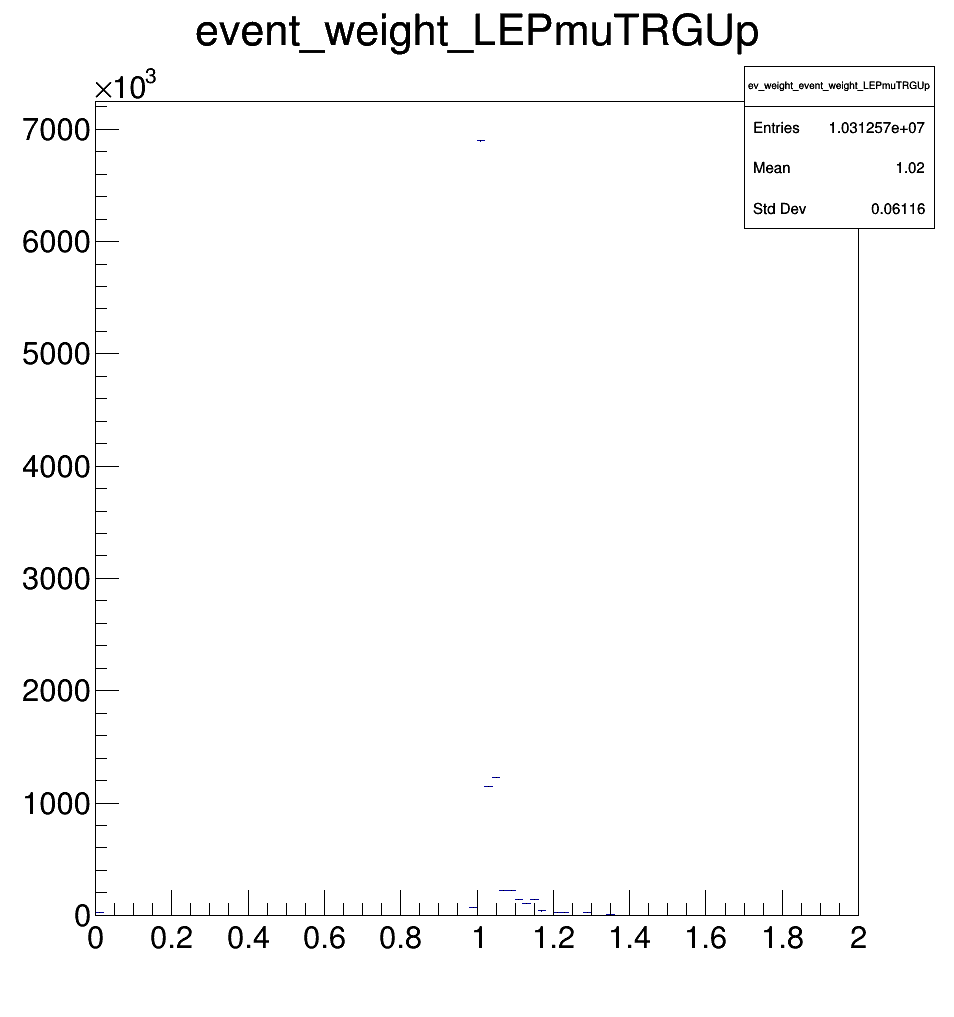 event_weight_LEPmuTRGUp
×10³
ev_weight_event_weight_LEPmuTRGUp
Entries 1.031257e+07
Mean 1.02
Std Dev 0.06116
7000
6000
5000
4000
3000
2000
1000
0
0 0.2 0.4 0.6 0.8 1 1.2 1.4 1.6 1.8 2